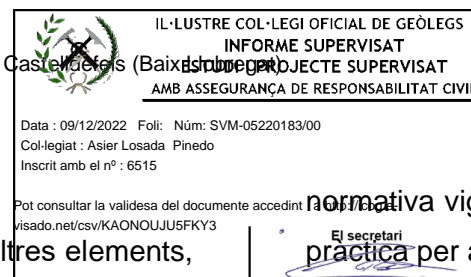 IL·LUSTRE COL·LEGI OFICIAL DE GEÒLEGS
INFORME SUPERVISAT
Castelldefels (Baix Llobregat).
ESTUDI O PROJECTE SUPERVISAT
AMB ASSEGURANÇA DE RESPONSABILITAT CIVI
Data : 09/12/2022 Foli: Núm: SVM-05220183/00
Col·legiat : Asier Losada Pinedo
Inscrit amb el nº : 6515
normativa vig
Pot consultar la validesa del documente accedint a http://icog.e-
visado.net/csv/KAONOUJU5FKY3
El secretari
ltres elements,
pràctica per a